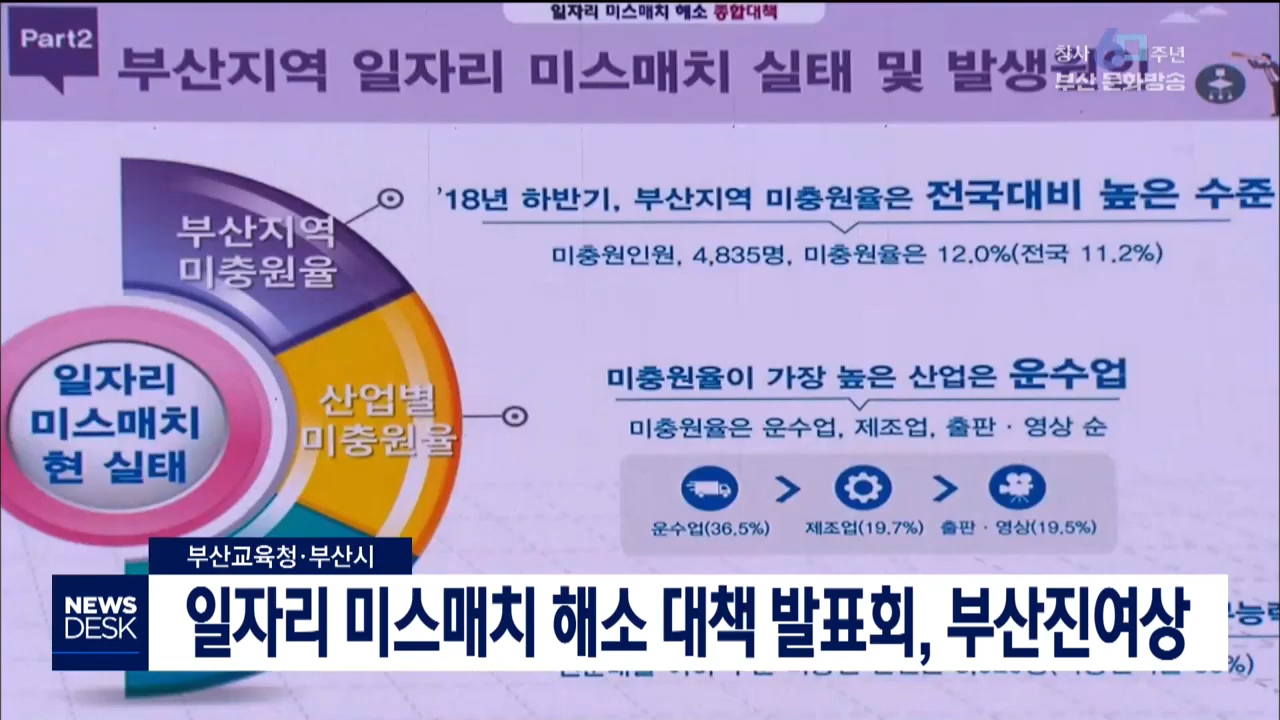 일자리 미스매치 해소 종합대책
Part2
부산지역 일자리 미스매치 실태 및 발생
창사 60 주년
부산 문화방송
'18년 하반기, 부산지역 미충원율은 전국대비 높은 수준
미충원인원, 4,835명, 미충원율은 12.0%(전국 11.2%)
부산지역
미충원율
미충원율이 가장 높은 산업은 운수업
미충원율은 운수업, 제조업, 출판·영상 순
산업별
미충원율
일자리
미스매치
현 실태
운수업(36.5%) 제조업(19.7%) 출판·영상(19.5%)
부산교육청·부산시
NEWS
DESK
일자리 미스매치 해소 대책 발표회, 부산진여상